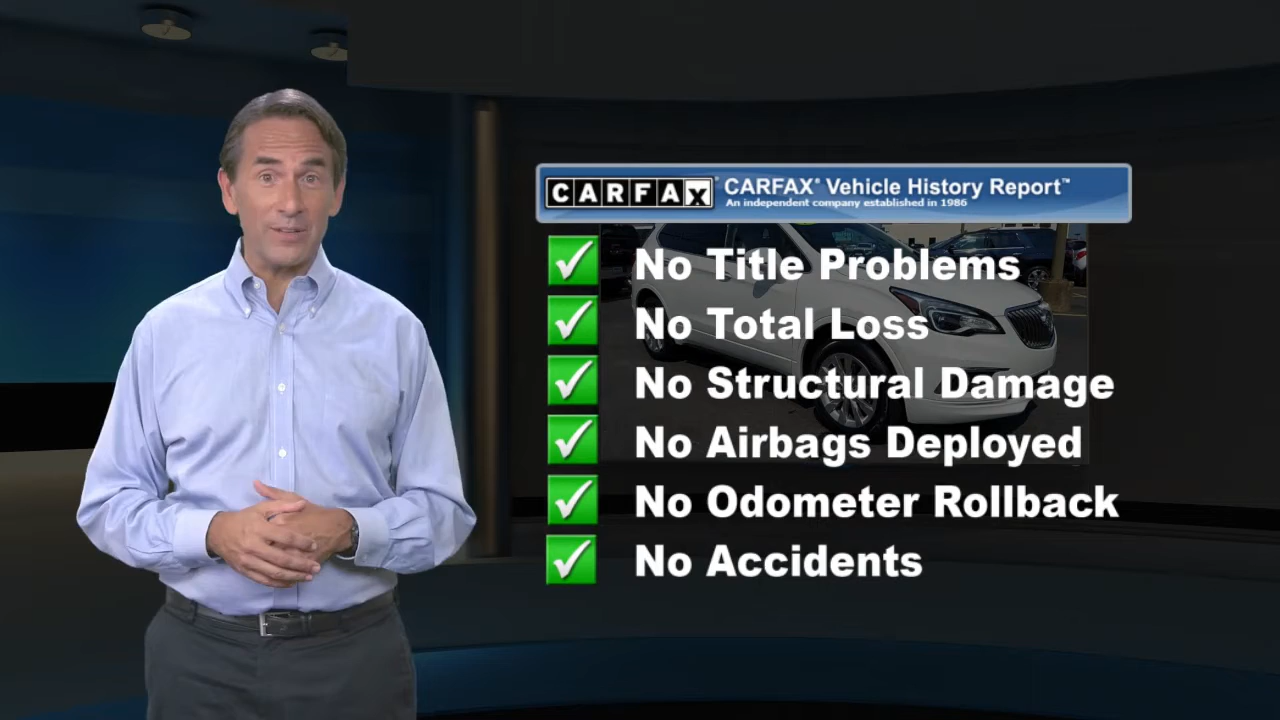 CARFAX
CARFAX® Vehicle History Report™
An independent company established in 1986
No Title Problems
No Total Loss
No Structural Damage
No Airbags Deployed
No Odometer Rollback
No Accidents